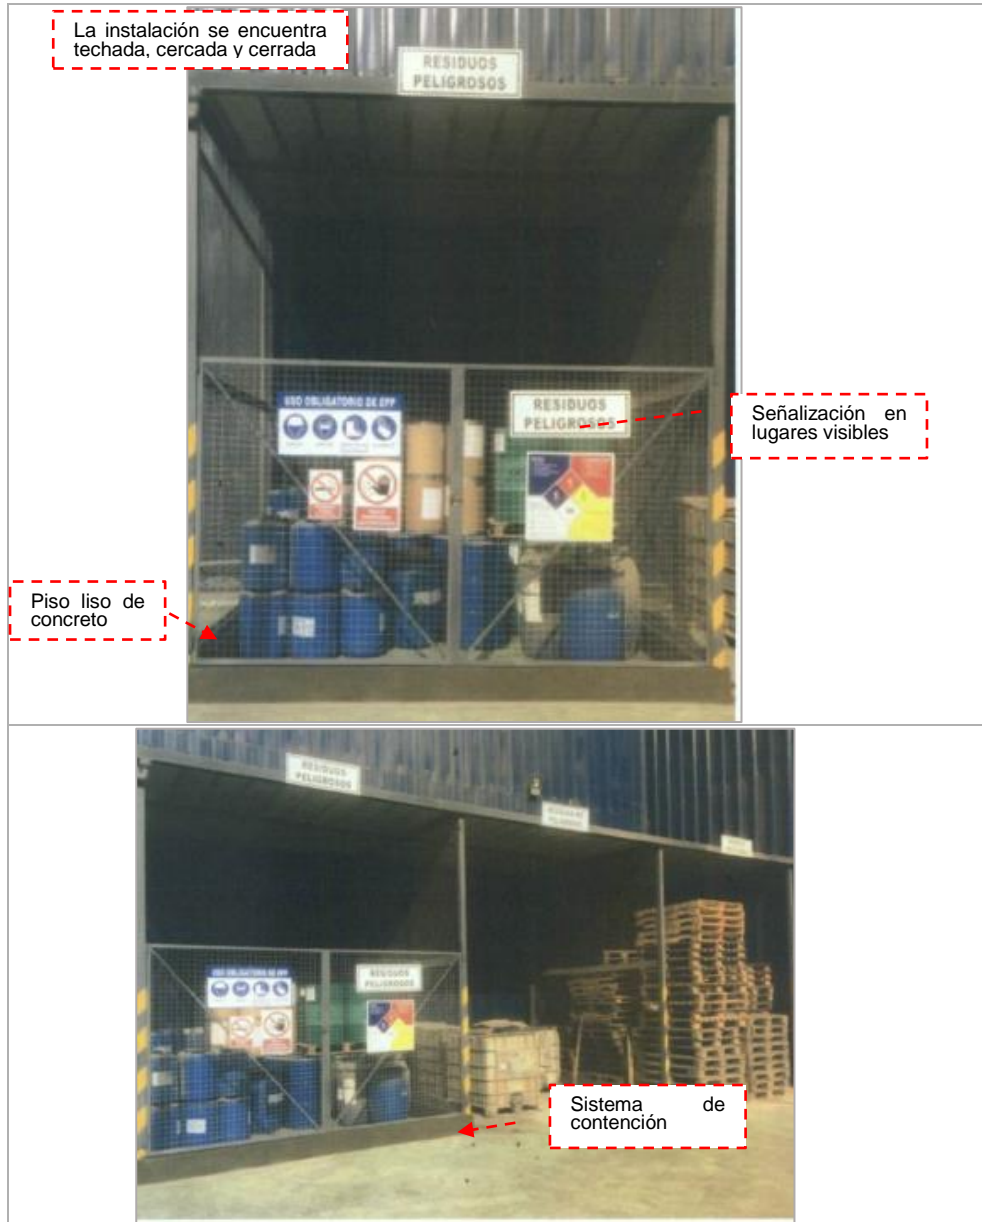 La instalación se encuentra
techada, cercada y cerrada
RESIDUOS
PELIGROSOS
USO OBLIGATORIO DE EPP
RESIDUOS
PELIGROSOS
Señalización en
lugares visibles
Piso liso de
concreto
RESIDUOS
PELIGROSOS
USO OBLIGATORIO DE EPP
RESIDUOS
PELIGROSOS
Sistema de
contención